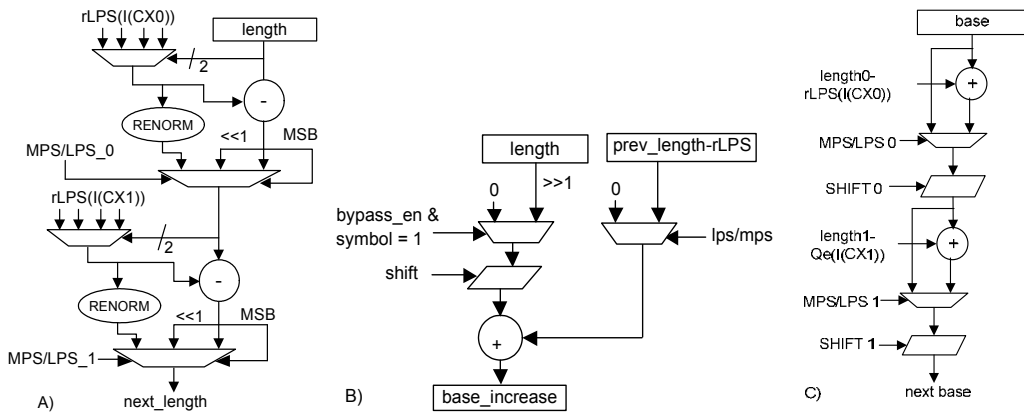 rLPS(I(CX0))
length
2
-
RENORM
<<1
MSB
MPS/LPS_0
rLPS(I(CX1))
2
-
RENORM
<<1
MSB
MPS/LPS_1
next_length
A)
length
prev_length-rLPS
0
>>1
0
bypass_en &
symbol = 1
lps/mps
shift
+
base_increase
B)
base
length0-
rLPS(I(CX0))
+
MPS/LPS 0
SHIFT 0
length1-
Qe(I(CX1))
+
MPS/LPS 1
SHIFT 1
next base
C)